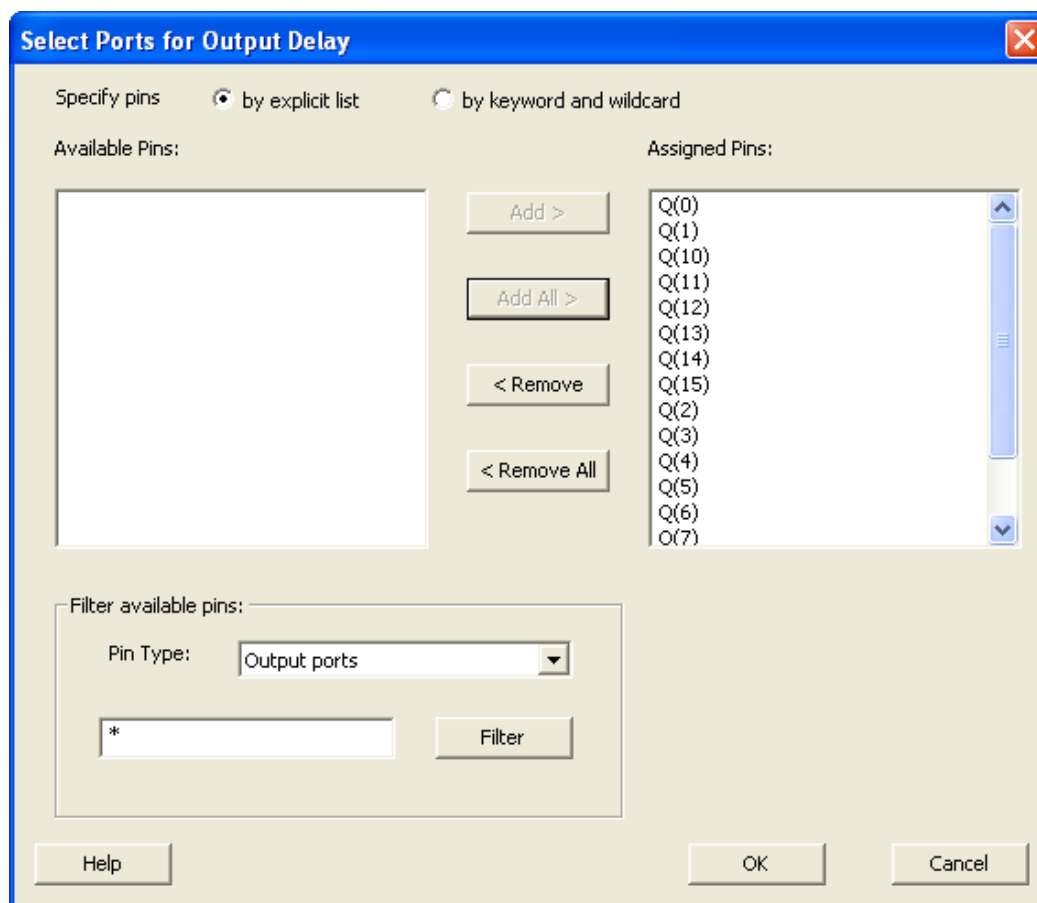 Select Ports for Output Delay
Specify pins by explicit list by keyword and wildcard
Available Pins:
Assigned Pins:
Add >
Add All >
< Remove
< Remove All
Q(0)
Q(1)
Q(10)
Q(11)
Q(12)
Q(13)
Q(14)
Q(15)
Q(2)
Q(3)
Q(4)
Q(5)
Q(6)
Q(7)
Filter available pins:
Pin Type: Output ports
* Filter
Help OK Cancel